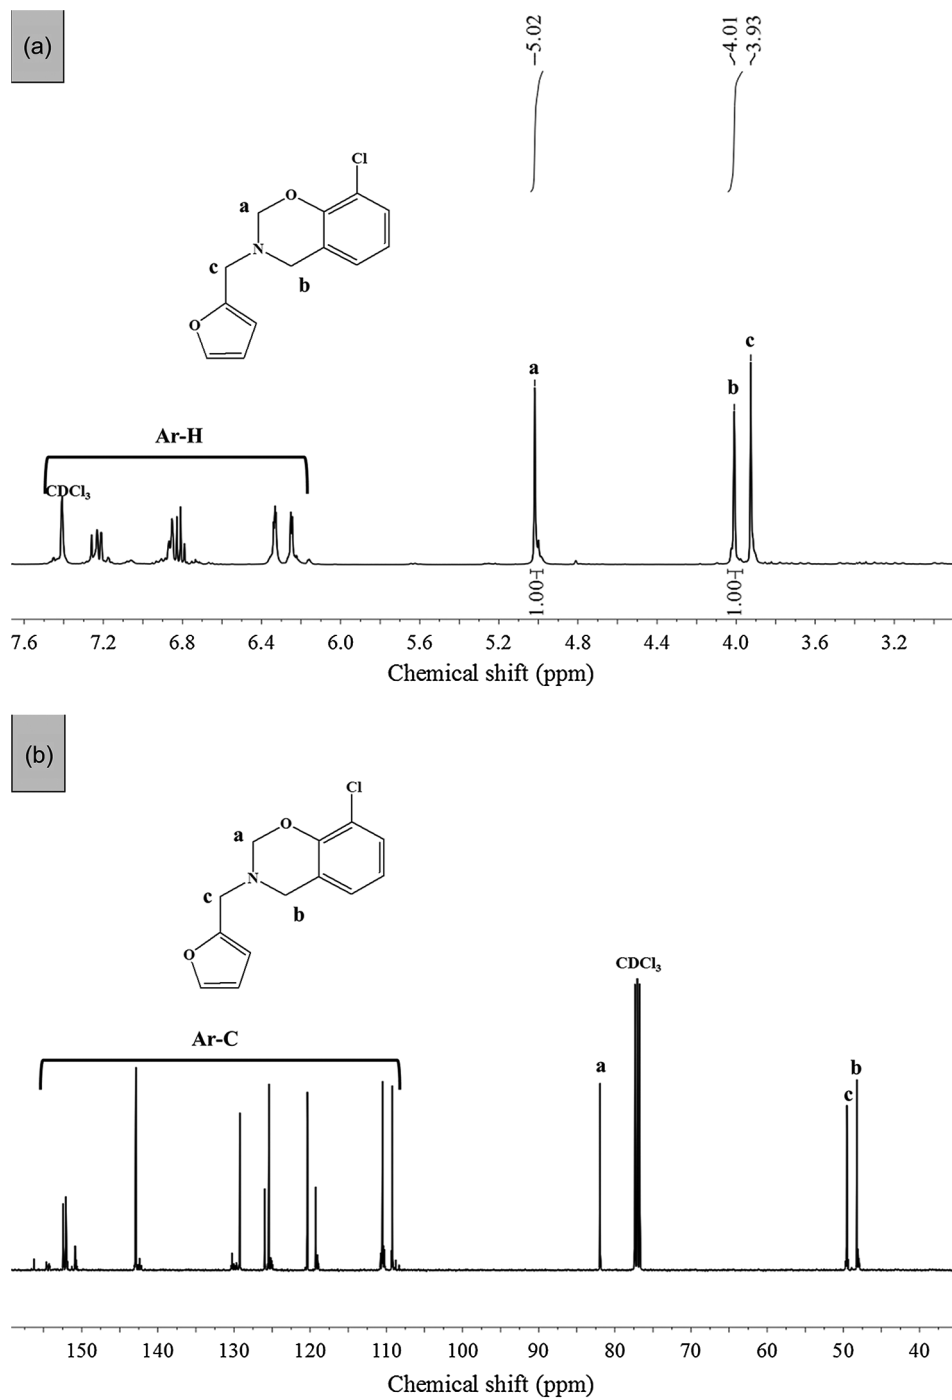 (a)
5.02
4.01
3.93
Cl
a
O
N
c
b
O
a
b
c
Ar-H
CDCl3
1.00
1.00
7.6 7.2 6.8 6.4 6.0 5.6 5.2 4.8 4.4 4.0 3.6 3.2
Chemical shift (ppm)
(b)
Cl
a
O
N
c
b
O
CDCl3
Ar-C
a
b
c
150 140 130 120 110 100 90 80 70 60 50 40
Chemical shift (ppm)